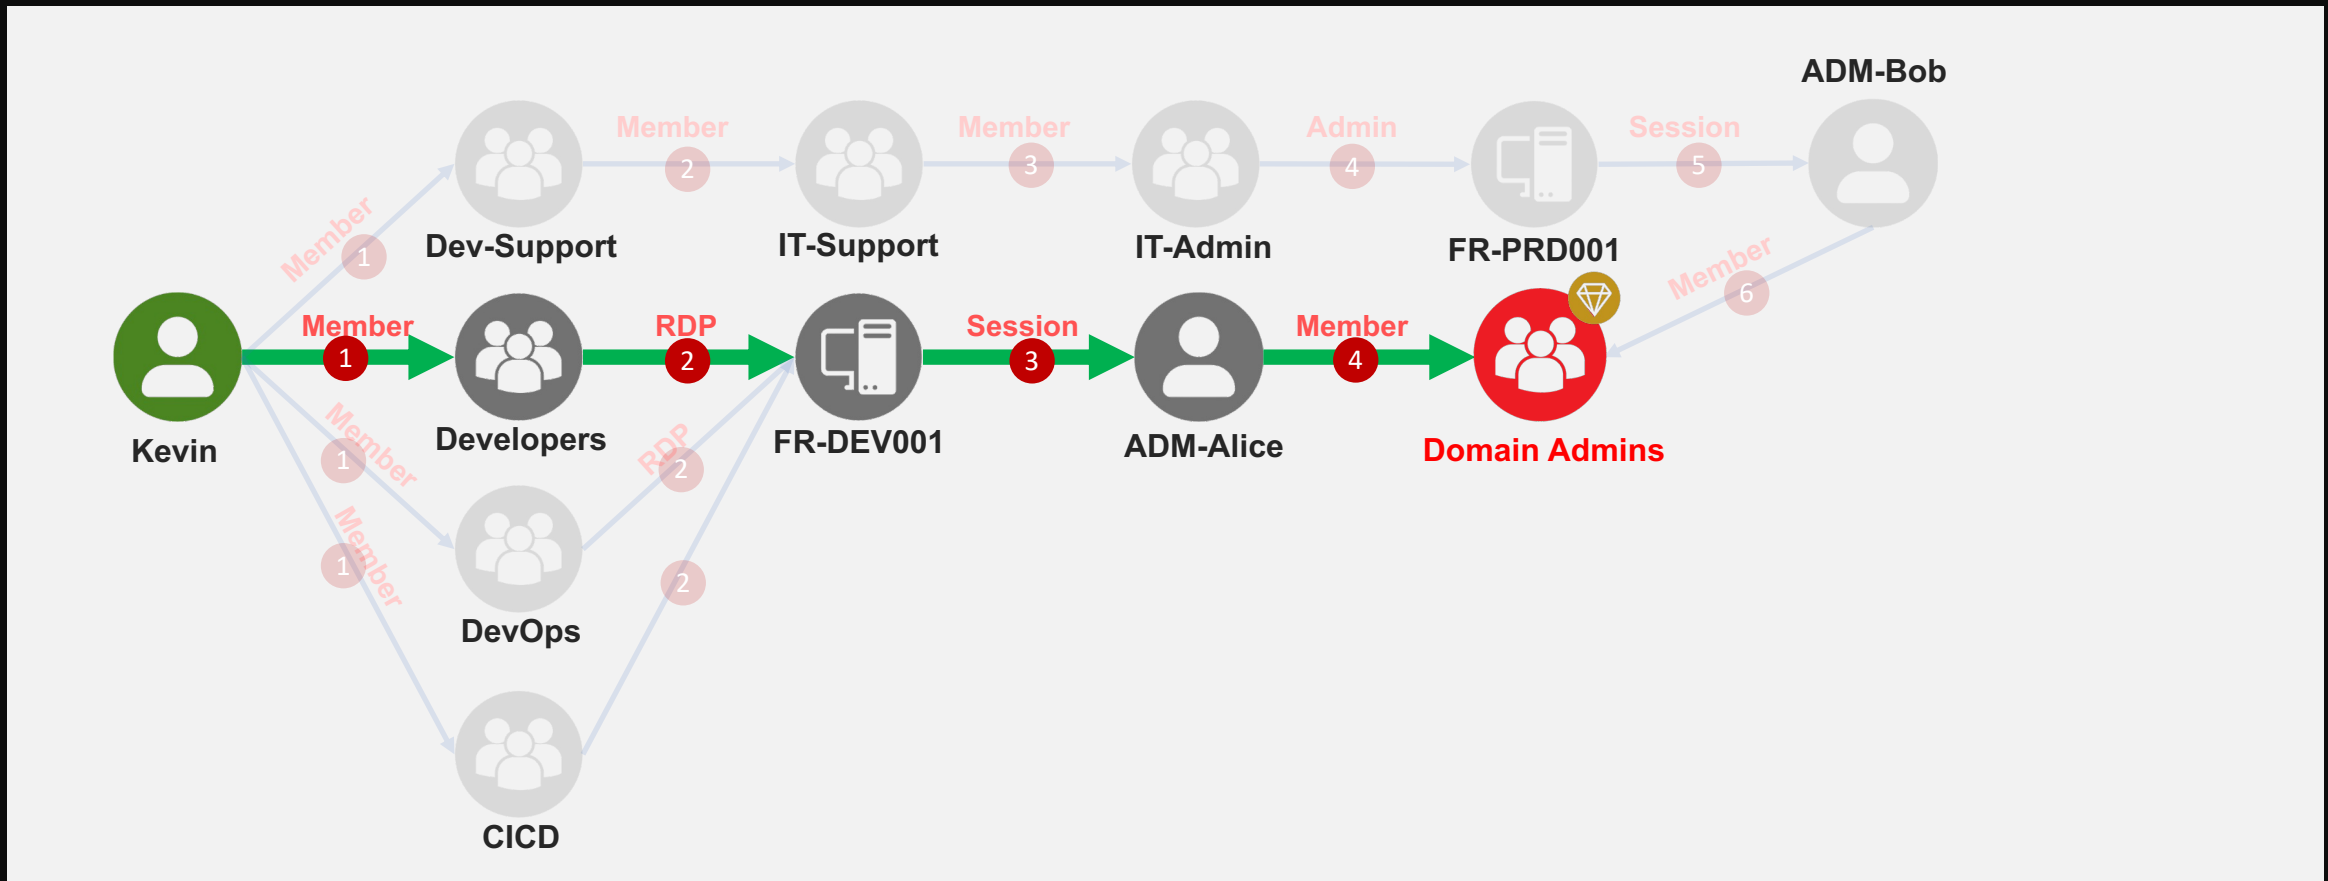 ADM-Bob
Member
2
Member
3
Admin
4
Session
5
Member
1
Dev-Support
IT-Support
IT-Admin
FR-PRD001
Member
6
Member
1
RDP
2
Session
3
Member
4
Kevin
Developers
FR-DEV001
ADM-Alice
Domain Admins
Member
1
RDP
2
Member
1
2
DevOps
CICD